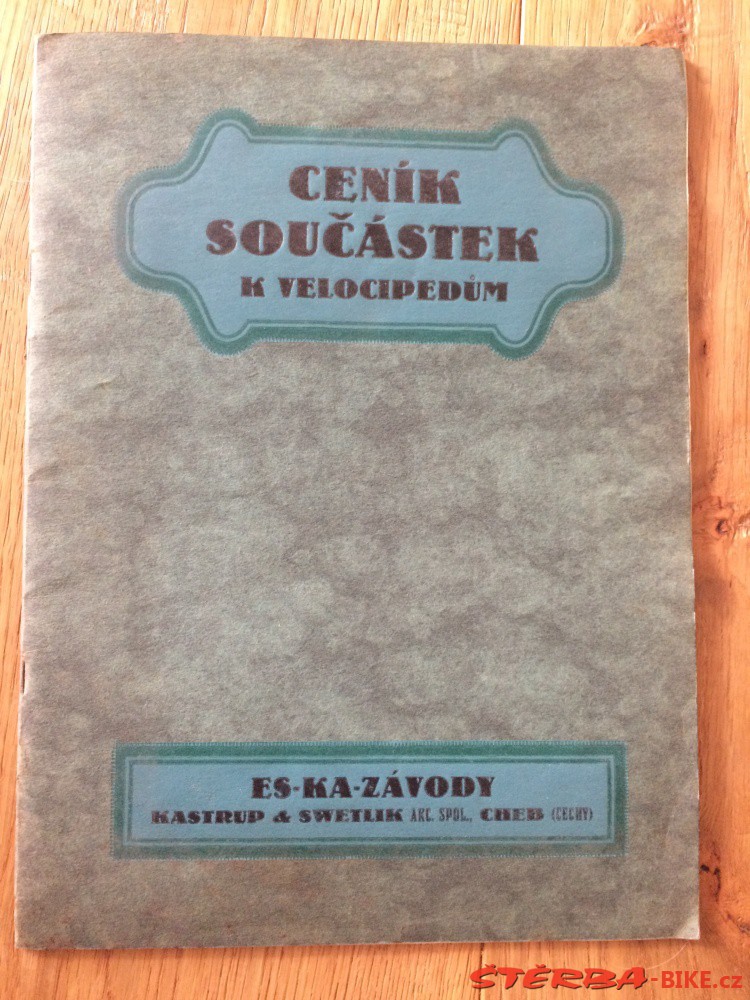 CENÍK
SOUČÁSTEK
K VELOCIPEDŮM
ES-KA-ZÁVODY
KASTRUP & SWETLIK AKC. SPOL., CHEB (ČECHY)
ŠTĚRBA-BIKE.cz